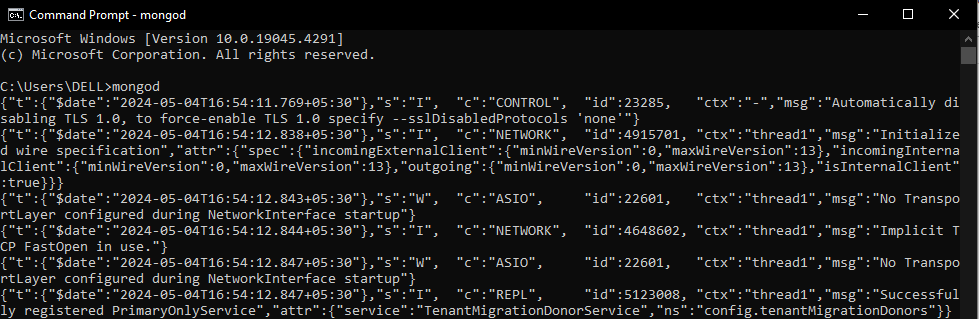 Command Prompt - mongod
Microsoft Windows [Version 10.0.19045.4291]
(c) Microsoft Corporation. All rights reserved.
C:\Users\DELL>mongod
{"t":{"$date":"2024-05-04T16:54:11.769+05:30"},"s":"I",  "c":"CONTROL",  "id":23285,   "ctx":"-","msg":"Automatically di
sabling TLS 1.0, to force-enable TLS 1.0 specify --sslDisabledProtocols 'none'"}
{"t":{"$date":"2024-05-04T16:54:12.838+05:30"},"s":"I",  "c":"NETWORK",  "id":4915701, "ctx":"thread1","msg":"Initialize
d wire specification","attr":{"spec":{"incomingExternalClient":{"minWireVersion":0,"maxWireVersion":13},"incomingInterna
lClient":{"minWireVersion":0,"maxWireVersion":13},"outgoing":{"minWireVersion":0,"maxWireVersion":13},"isInternalClient"
:true}}}
{"t":{"$date":"2024-05-04T16:54:12.843+05:30"},"s":"W",  "c":"ASIO",     "id":22601,   "ctx":"thread1","msg":"No Transpo
rtLayer configured during NetworkInterface startup"}
{"t":{"$date":"2024-05-04T16:54:12.844+05:30"},"s":"I",  "c":"NETWORK",  "id":4648602, "ctx":"thread1","msg":"Implicit T
CP FastOpen in use."}
{"t":{"$date":"2024-05-04T16:54:12.847+05:30"},"s":"W",  "c":"ASIO",     "id":22601,   "ctx":"thread1","msg":"No Transpo
rtLayer configured during NetworkInterface startup"}
{"t":{"$date":"2024-05-04T16:54:12.847+05:30"},"s":"I",  "c":"REPL",     "id":5123008, "ctx":"thread1","msg":"Successful
ly registered PrimaryOnlyService","attr":{"service":"TenantMigrationDonorService","ns":"config.tenantMigrationDonors"}}